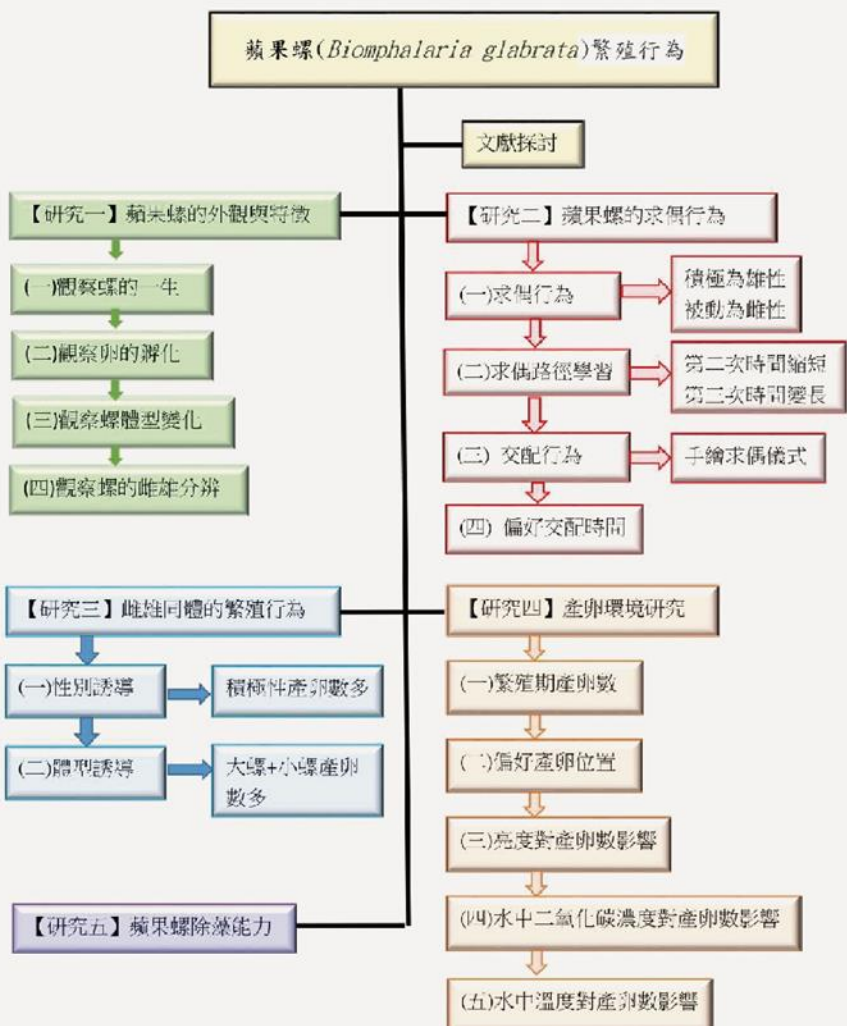 蘋果螺(Biomphalaria glabrata)繁殖行為
文獻探討
【研究一】蘋果螺的外觀與特徵
(一)觀察螺的一生
(二)觀察卵的孵化
(三)觀察螺體型變化
(四)觀察螺的雌雄分辨
【研究二】蘋果螺的求偶行為
(一)求偶行為
積極為雄性
被動為雌性
(二)求偶路徑學習
第二次時間縮短
第三次時間變長
(三) 交配行為
手繪求偶儀式
(四) 偏好交配時間
【研究三】雌雄同體的繁殖行為
(一)性別誘導
積極性產卵數多
(二)體型誘導
大螺+小螺產卵
數多
【研究四】產卵環境研究
(一)繁殖期產卵數
(二)偏好產卵位置
(三)亮度對產卵數影響
(四)水中二氧化碳濃度對產卵數影響
(五)水中溫度對產卵數影響
【研究五】蘋果螺除藻能力